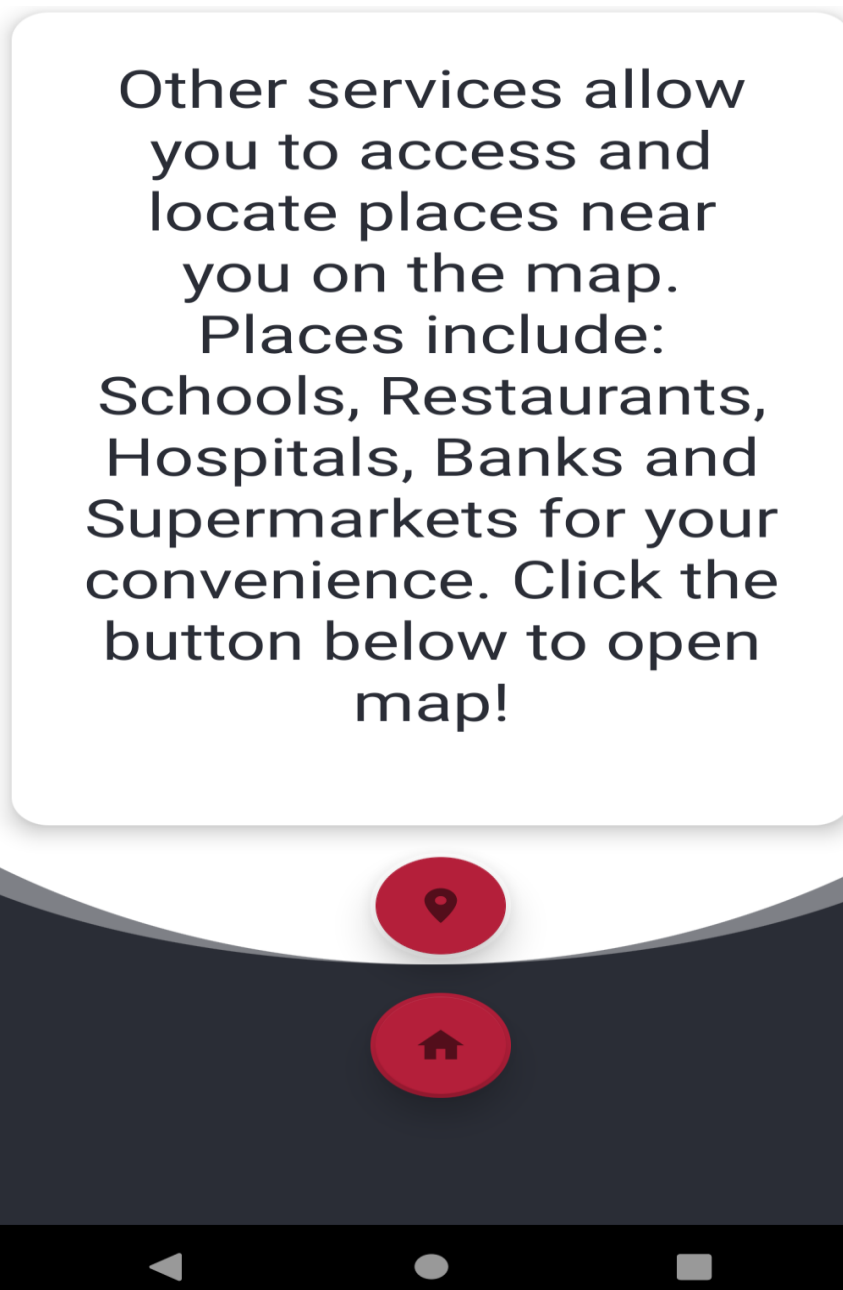 Other services allow
you to access and
locate places near
you on the map.
Places include:
Schools, Restaurants,
Hospitals, Banks and
Supermarkets for your
convenience. Click the
button below to open
map!